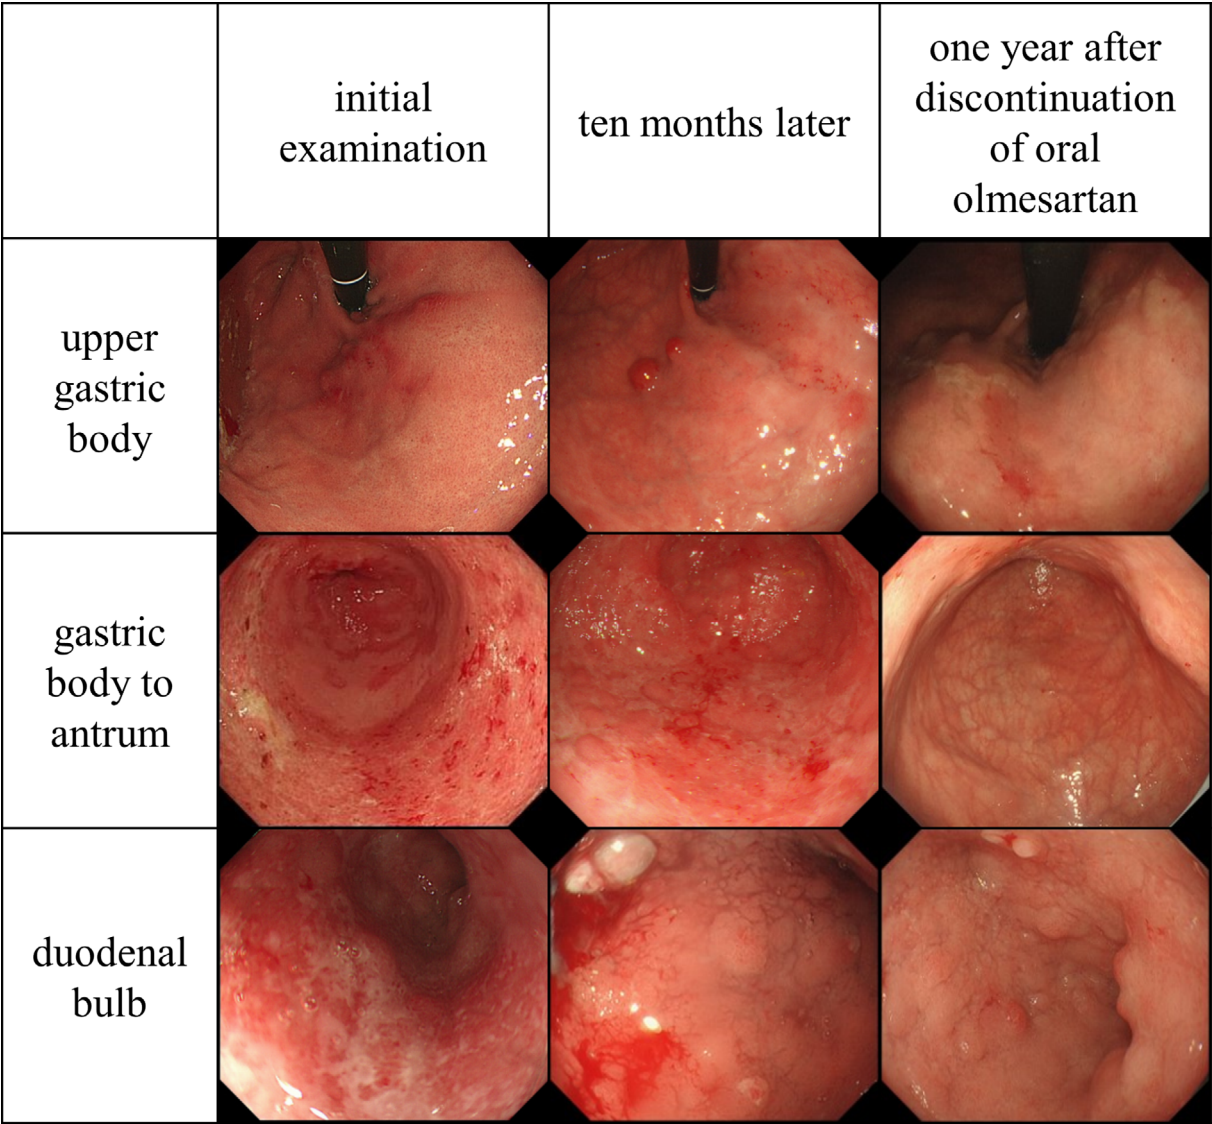 initial
examination
ten months later
one year after
discontinuation
of oral
olmesartan
upper
gastric
body
gastric
body to
antrum
duodenal
bulb